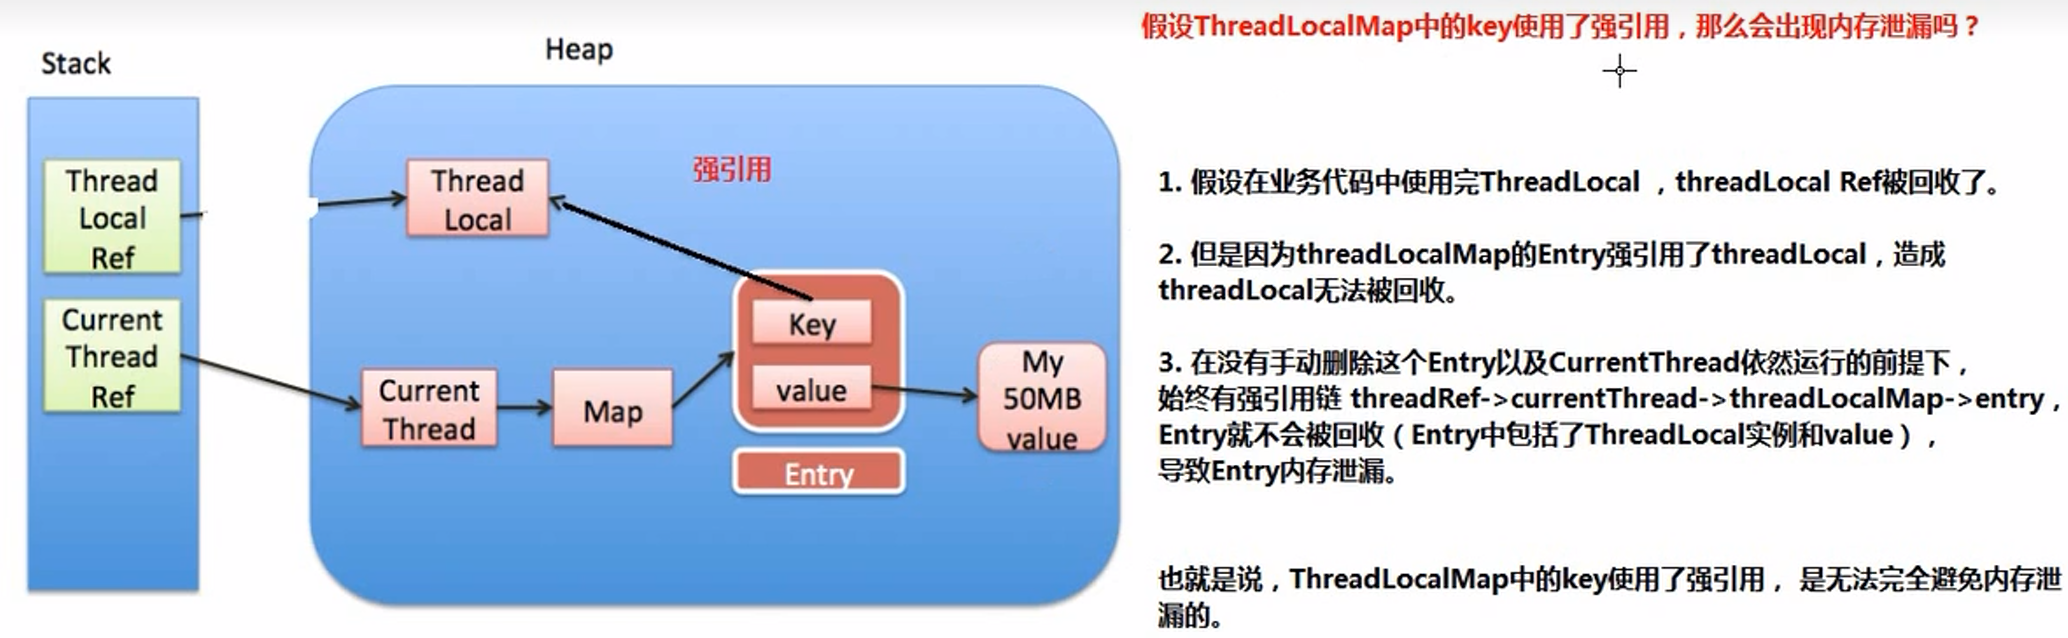 Stack
Heap
Thread
Local
Ref
Current
Thread
Ref
Thread
Local
强引用
Current
Thread
Map
Key
value
Entry
My
50MB
value
假设ThreadLocalMap中的key使用了强引用，那么会出现内存泄漏吗？
1. 假设在业务代码中使用完ThreadLocal ，threadLocal Ref被回收了。
2. 但是因为threadLocalMap的Entry强引用了threadLocal，造成
threadLocal无法被回收。
3. 在没有手动删除这个Entry以及CurrentThread依然运行的前提下，
始终有强引用链 threadRef->currentThread->threadLocalMap->entry，
Entry就不会被回收（Entry中包括了ThreadLocal实例和value），
导致Entry内存泄漏。
也就是说，ThreadLocalMap中的key使用了强引用， 是无法完全避免内存泄
漏的。